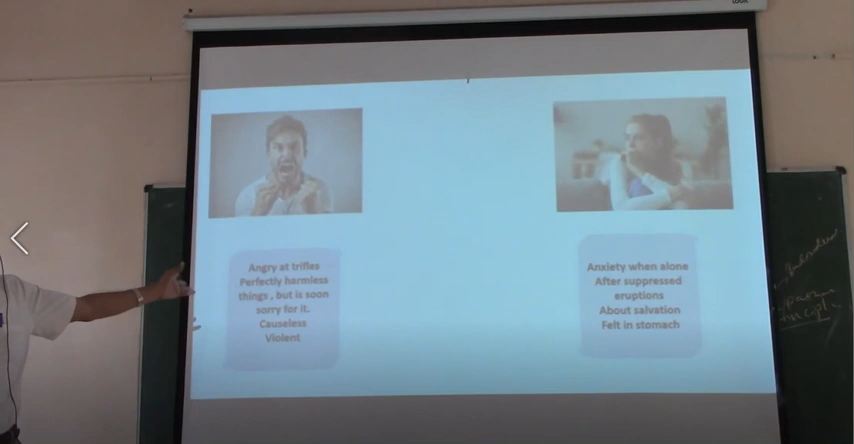 LOOK
Angry at trifles
Perfectly harmless
things , but is soon
sorry for it.
Causeless
Violent
Anxiety when alone
After suppressed
eruptions
About salvation
Felt in stomach